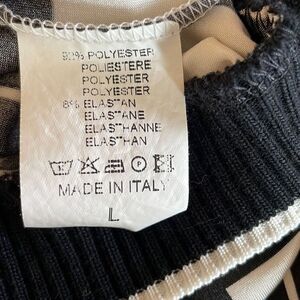 92% POLYESTER
POLIESTERE
POLYESTER
POLYESTER
8% ELASTAN
ELASTANE
ELASTHANNE
ELASTHAN
P
MADE IN ITALY
L